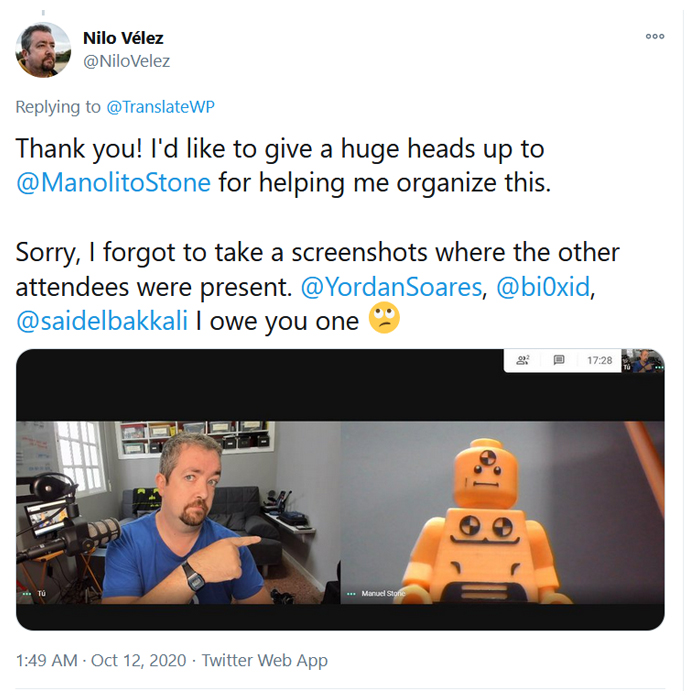 Nilo Vélez
@NiloVelez
Replying to @TranslateWP
Thank you! I'd like to give a huge heads up to
@ManolitoStone for helping me organize this.
Sorry, I forgot to take a screenshots where the other
attendees were present. @YordanSoares, @bi0xid,
@saidelbakkali I owe you one 🙄
2
17:28
Tú
Tú
Manuel Stone
1:49 AM · Oct 12, 2020 · Twitter Web App